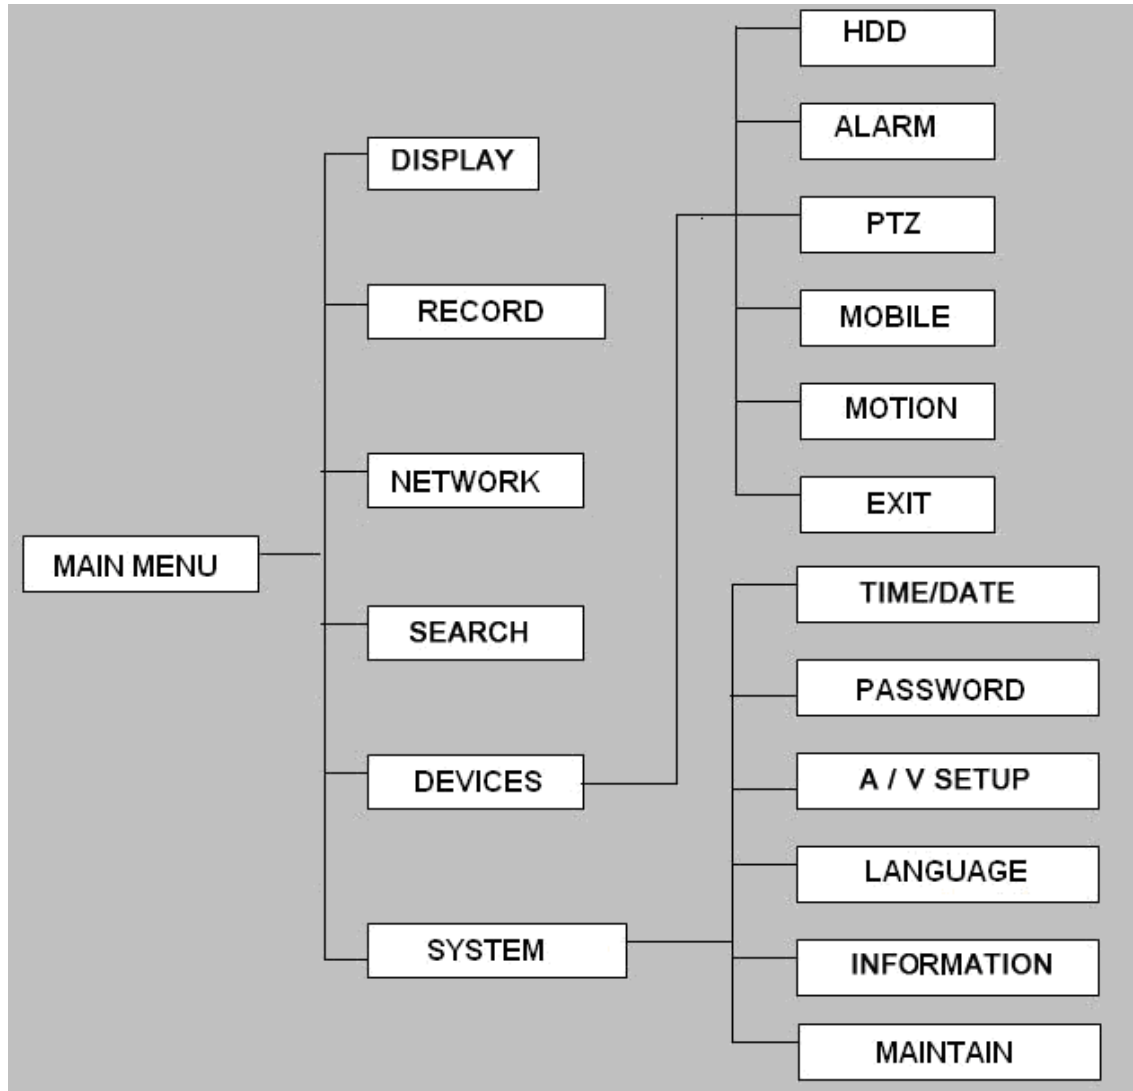 MAIN MENU
DISPLAY
RECORD
NETWORK
SEARCH
DEVICES
SYSTEM
HDD
ALARM
PTZ
MOBILE
MOTION
EXIT
TIME/DATE
PASSWORD
A / V SETUP
LANGUAGE
INFORMATION
MAINTAIN